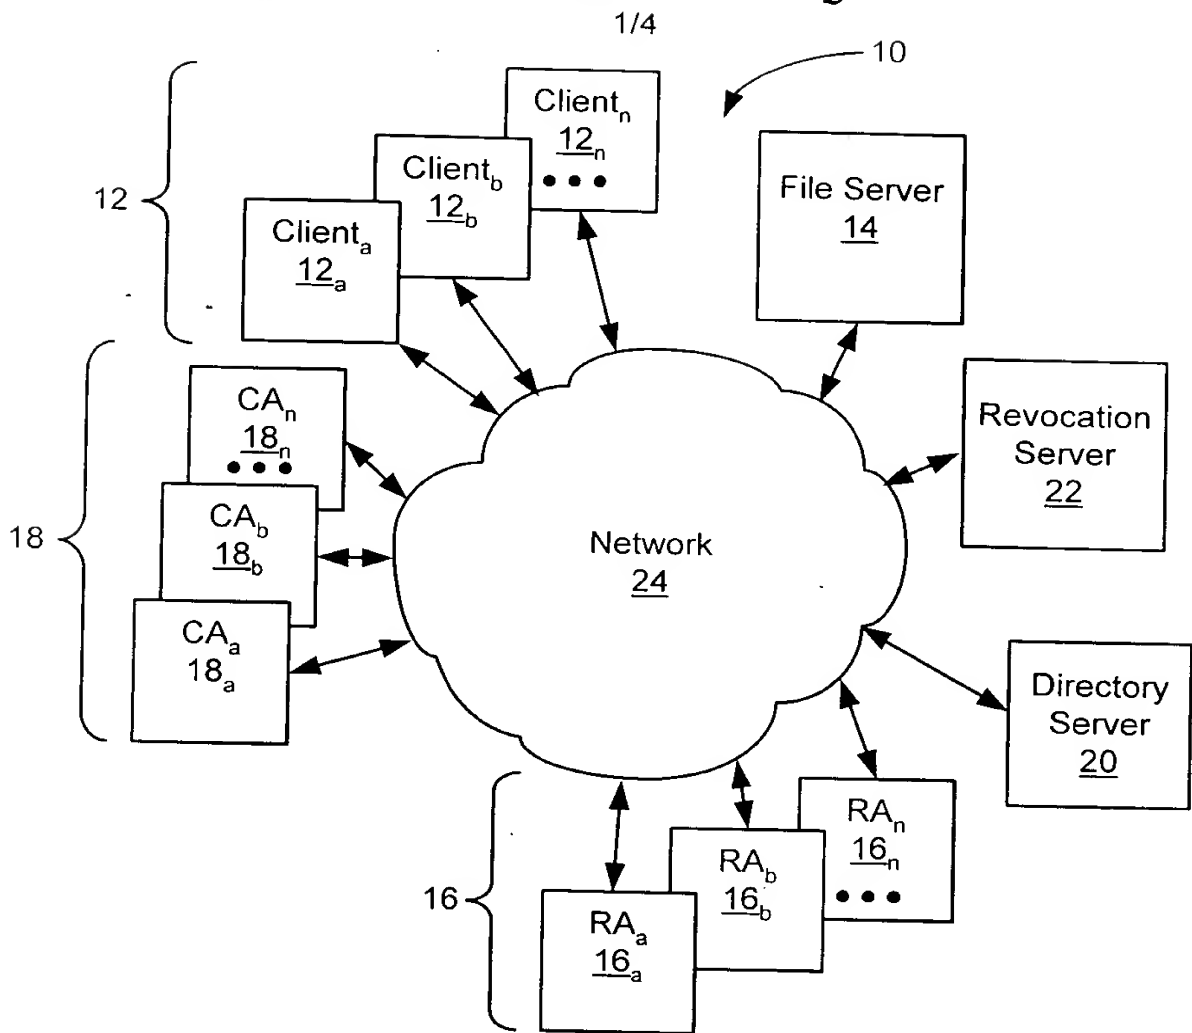 1/4
10
12
Client_n
12_n
•••
Client_b
12_b
Client_a
12_a
File Server
14
18
CA_n
18_n
•••
CA_b
18_b
CA_a
18_a
Network
24
Revocation
Server
22
Directory
Server
20
16
RA_n
16_n
•••
RA_b
16_b
RA_a
16_a